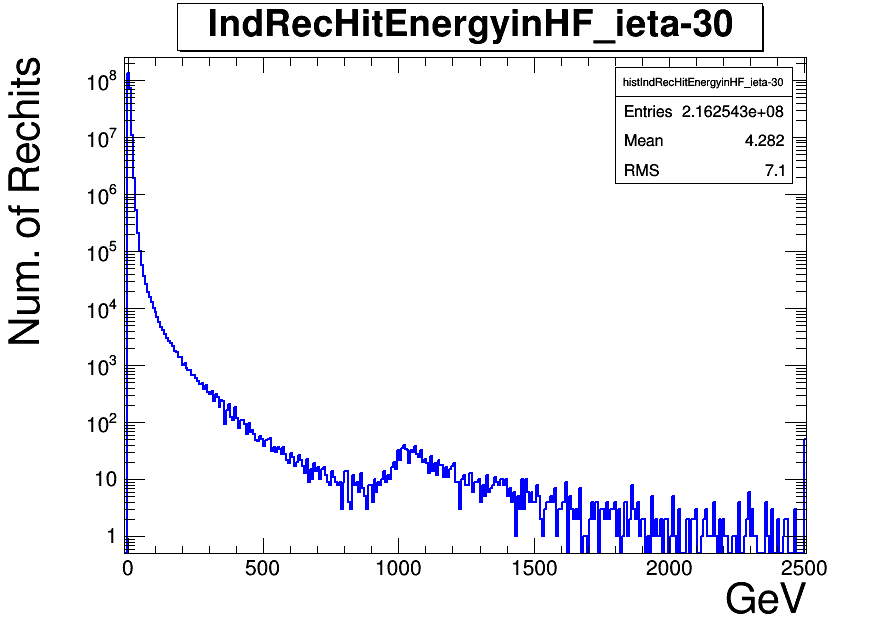 IndRecHitEnergyinHF_ieta-30
histIndRecHitEnergyinHF_ieta-30
Entries 2.162543e+08
Mean 4.282
RMS 7.1
Num. of Rechits
10⁸
10⁷
10⁶
10⁵
10⁴
10³
10²
10
1
0 500 1000 1500 2000 2500
GeV